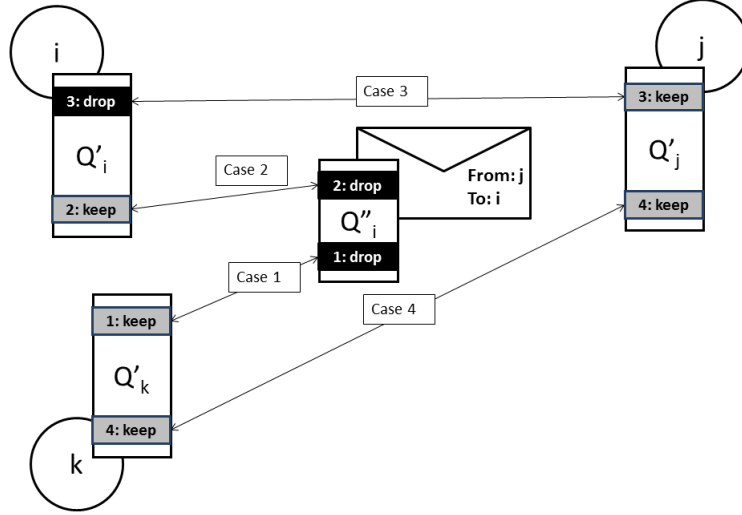 i
j
3: drop
Case 3
3: keep
Q'i
Q'j
Case 2
From: j
2: drop
To: i
2: keep
4: keep
Q"i
1: drop
Case 1
Case 4
1: keep
Q'k
4: keep
k